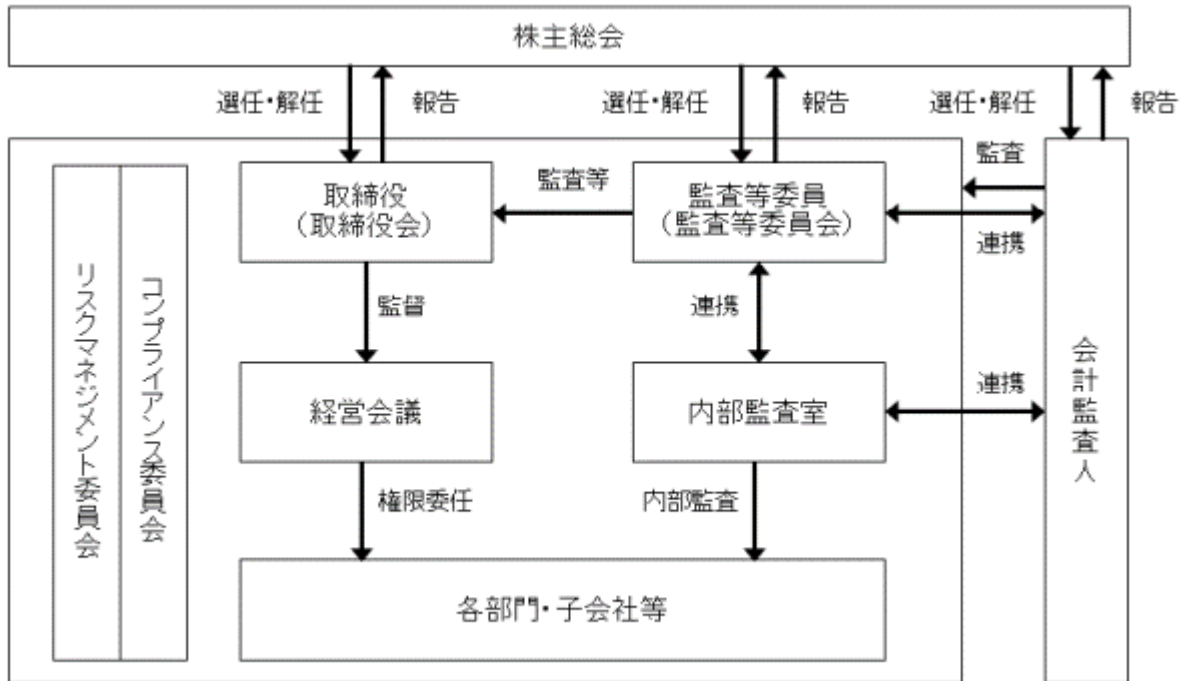 株主総会
選任・解任
報告
選任・解任
報告
選任・解任
報告
監査
取締役
(取締役会)
監査等
監査等委員
(監査等委員会)
連携
監督
連携
リスクマネジメント委員会
コンプライアンス委員会
経営会議
内部監査室
連携
会計監査人
権限委任
内部監査
各部門・子会社等